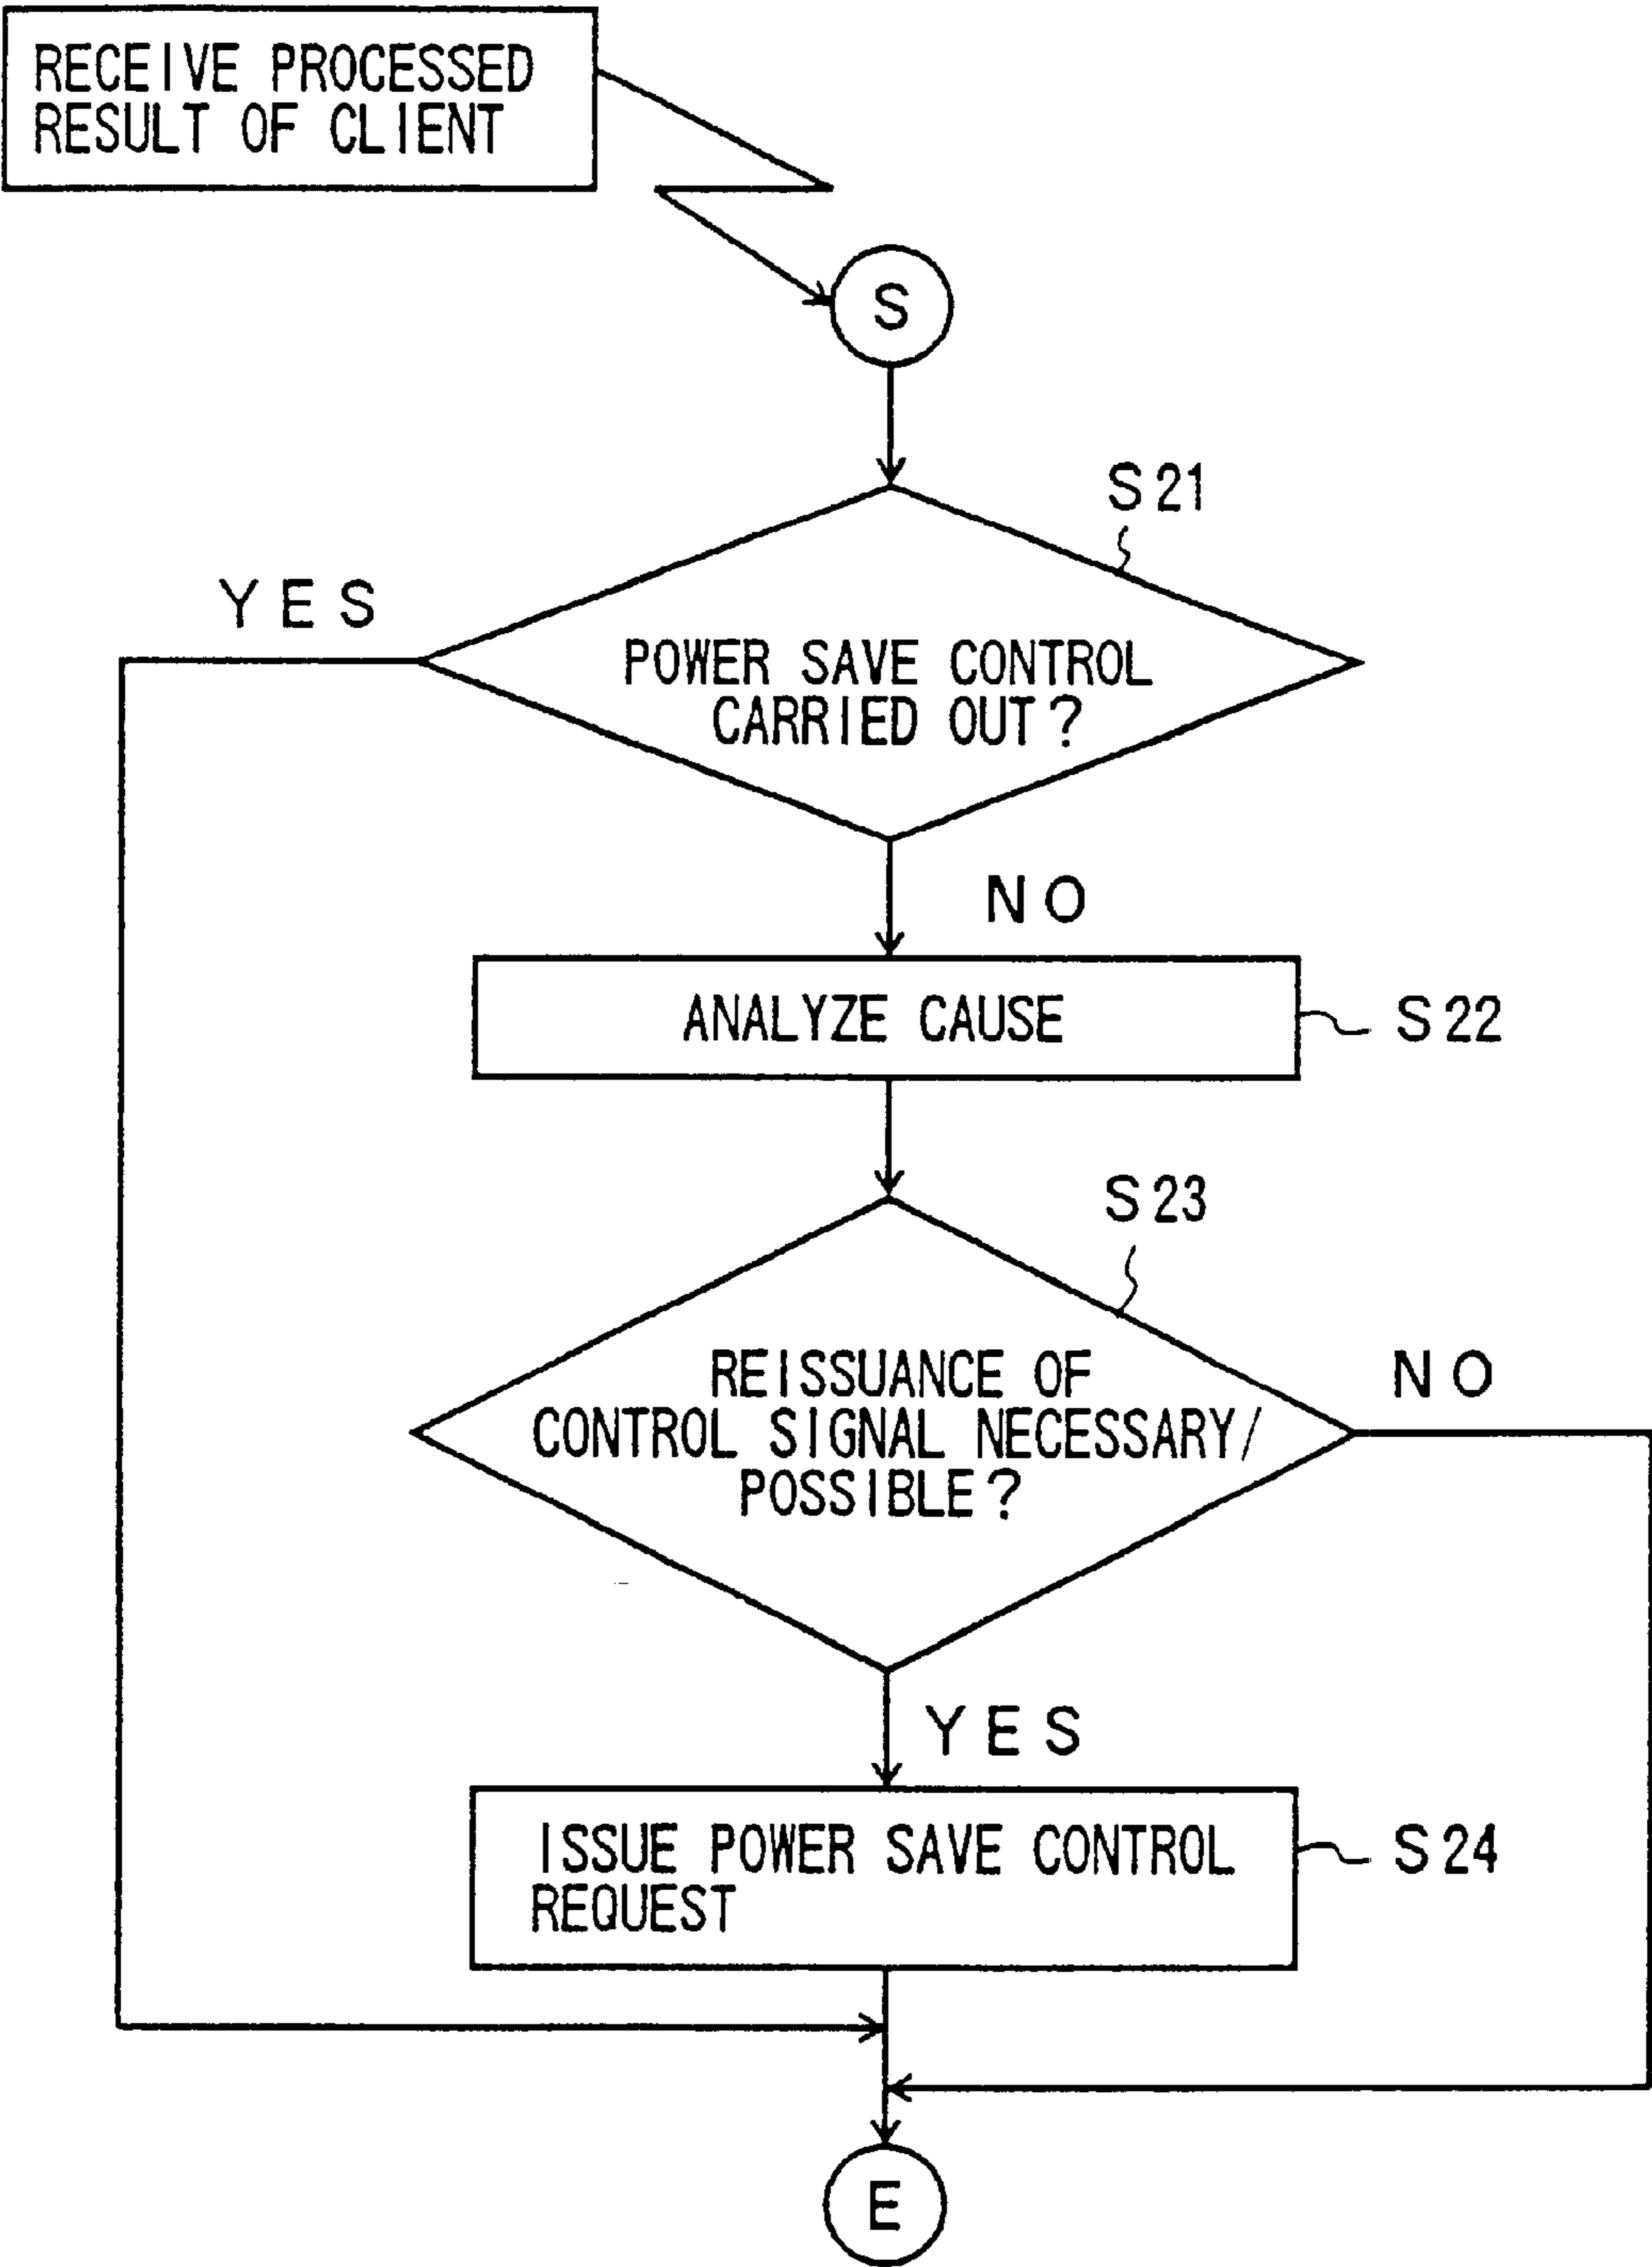 RECEIVE PROCESSED
RESULT OF CLIENT
S
S21
YES
POWER SAVE CONTROL
CARRIED OUT?
NO
ANALYZE CAUSE
S22
S23
REISSUANCE OF
CONTROL SIGNAL NECESSARY/
POSSIBLE?
NO
YES
ISSUE POWER SAVE CONTROL
REQUEST
S24
E